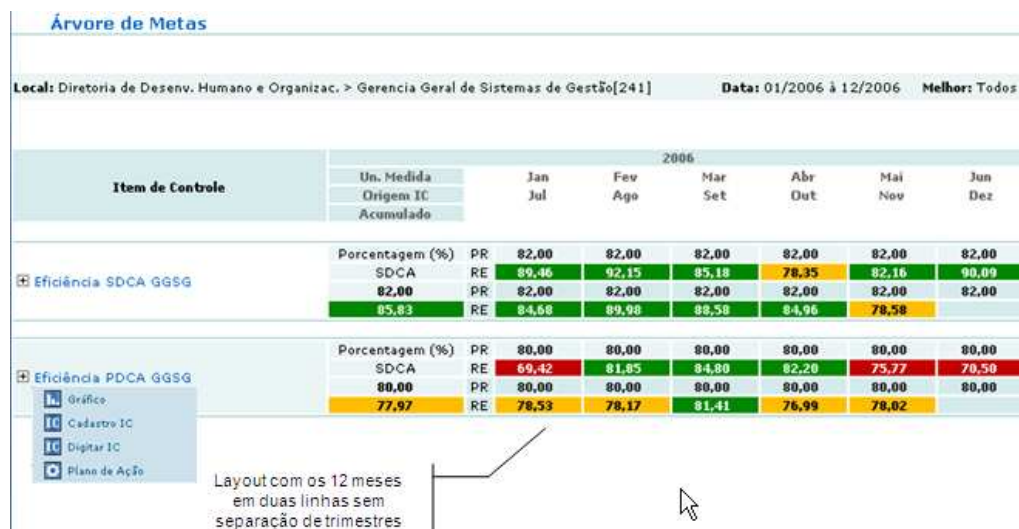 Árvore de Metas
Local: Diretoria de Desenv. Humano e Organizac. > Gerencia Geral de Sistemas de Gestão[241] Data: 01/2006 à 12/2006 Melhor: Todos
2006
Item de Controle
Un. Medida Jan Fev Mar Abr Mai Jun
Origem IC Jul Ago Set Out Nov Dez
Acumulado
Eficiência SDCA GGSG
Porcentagem (%) PR 82,00 82,00 82,00 82,00 82,00 82,00
SDCA RE 89,46 92,15 85,18 78,35 82,16 90,09
82,00 PR 82,00 82,00 82,00 82,00 82,00 82,00
85,83 RE 84,68 89,98 88,58 84,96 78,58
Eficiência PDCA GGSG
Porcentagem (%) PR 80,00 80,00 80,00 80,00 80,00 80,00
SDCA RE 69,42 81,85 84,80 82,20 75,77 70,50
80,00 PR 80,00 80,00 80,00 80,00 80,00 80,00
77,97 RE 78,53 78,17 81,41 76,99 78,02
Gráfico
IC Cadastro IC
IC Digitar IC
Plano de Ação
Layout com os 12 meses
em duas linhas sem
separação de trimestres